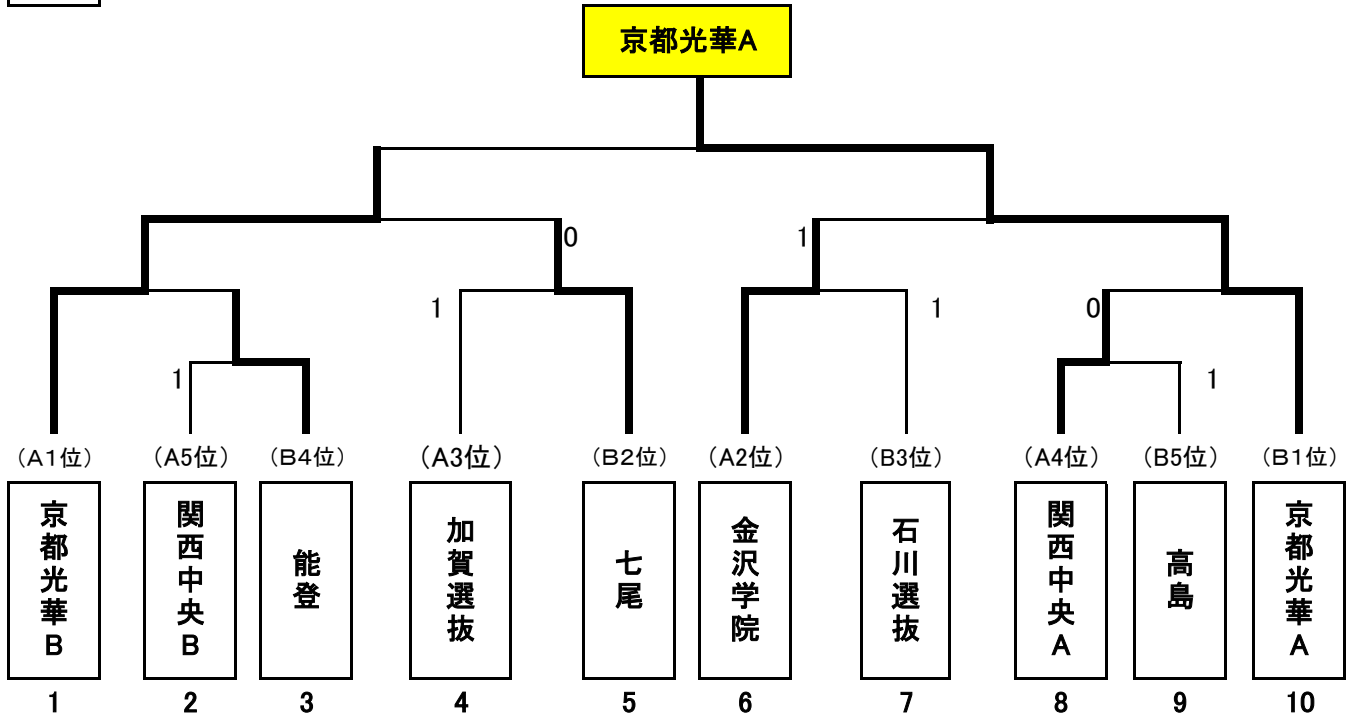 京都光華A
0
1
1
1
0
1
1
（A1位）
（A5位）
（B4位）
（A3位）
（B2位）
（A2位）
（B3位）
（A4位）
（B5位）
（B1位）
京都光華B
関西中央B
能登
加賀選抜
七尾
金沢学院
石川選抜
関西中央A
高島
京都光華A
1
2
3
4
5
6
7
8
9
10